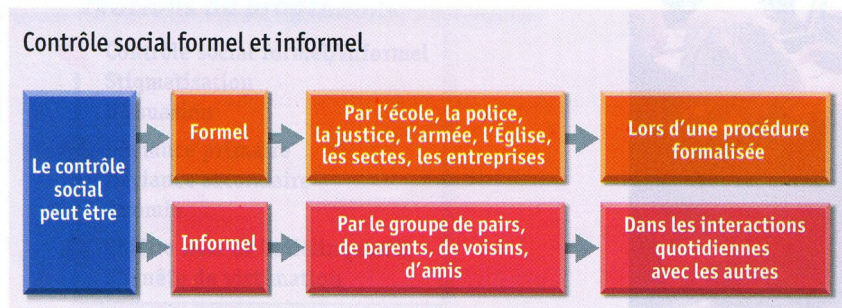 Contrôle social formel et informel
Le contrôle
social
peut être
Formel
Par l'école, la police,
la justice, l'armée, l'Église,
les sectes, les entreprises
Lors d'une procédure
formalisée
Informel
Par le groupe de pairs,
de parents, de voisins,
d'amis
Dans les interactions
quotidiennes
avec les autres